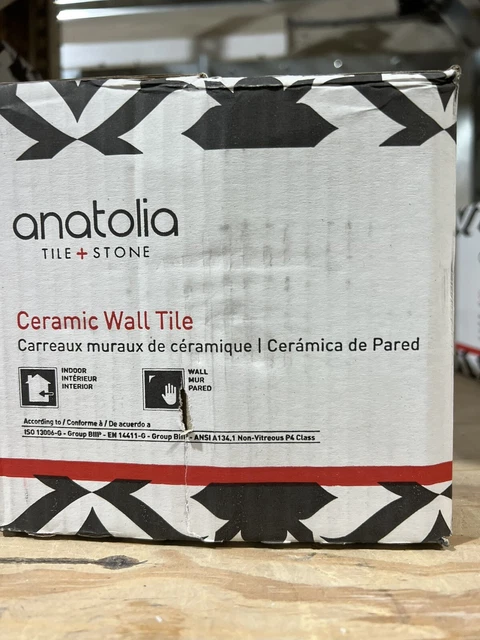 anatolia
TILE + STONE
Ceramic Wall Tile
Carreaux muraux de céramique | Cerámica de Pared
INDOOR
INTÉRIEUR
INTERIOR
WALL
MUR
PARED
According to / Conforme à / De acuerdo a
ISO 13006-G - Group BIII - EN 14411-G - Group BIII - ANSI A134.1 Non-Vitreous P4 Class